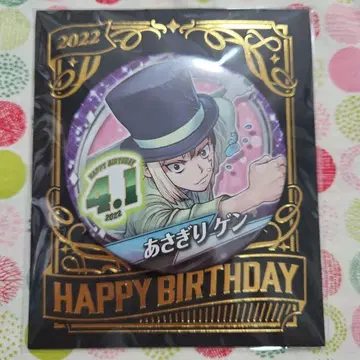 2022
HAPPY BIRTHDAY
4.1
2022
あさぎり ゲン
HAPPY BIRTHDAY